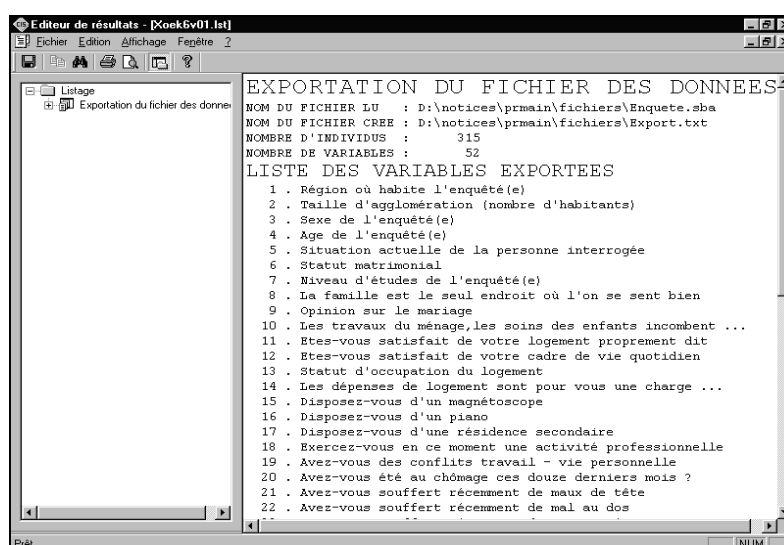 Editeur de résultats - [Xoek6v01.lst]
Fichier Edition Affichage Fenêtre ?
Listage
Exportation du fichier des donne
EXPORTATION DU FICHIER DES DONNEES
NOM DU FICHIER LU : D:\notices\prmain\fichiers\Enquete.sba
NOM DU FICHIER CREE : D:\notices\prmain\fichiers\Export.txt
NOMBRE D'INDIVIDUS : 315
NOMBRE DE VARIABLES : 52
LISTE DES VARIABLES EXPORTEES
1 . Région où habite l'enquêté(e)
2 . Taille d'agglomération (nombre d'habitants)
3 . Sexe de l'enquêté(e)
4 . Age de l'enquêté(e)
5 . Situation actuelle de la personne interrogée
6 . Statut matrimonial
7 . Niveau d'études de l'enquêté(e)
8 . La famille est le seul endroit où l'on se sent bien
9 . Opinion sur le mariage
10 . Les travaux du ménage,les soins des enfants incombent ...
11 . Etes-vous satisfait de votre logement proprement dit
12 . Etes-vous satisfait de votre cadre de vie quotidien
13 . Statut d'occupation du logement
14 . Les dépenses de logement sont pour vous une charge ...
15 . Disposez-vous d'un magnétoscope
16 . Disposez-vous d'un piano
17 . Disposez-vous d'une résidence secondaire
18 . Exercez-vous en ce moment une activité professionnelle
19 . Avez-vous des conflits travail - vie personnelle
20 . Avez-vous été au chômage ces douze derniers mois ?
21 . Avez-vous souffert récemment de maux de tête
22 . Avez-vous souffert récemment de mal au dos
Prêt NUM